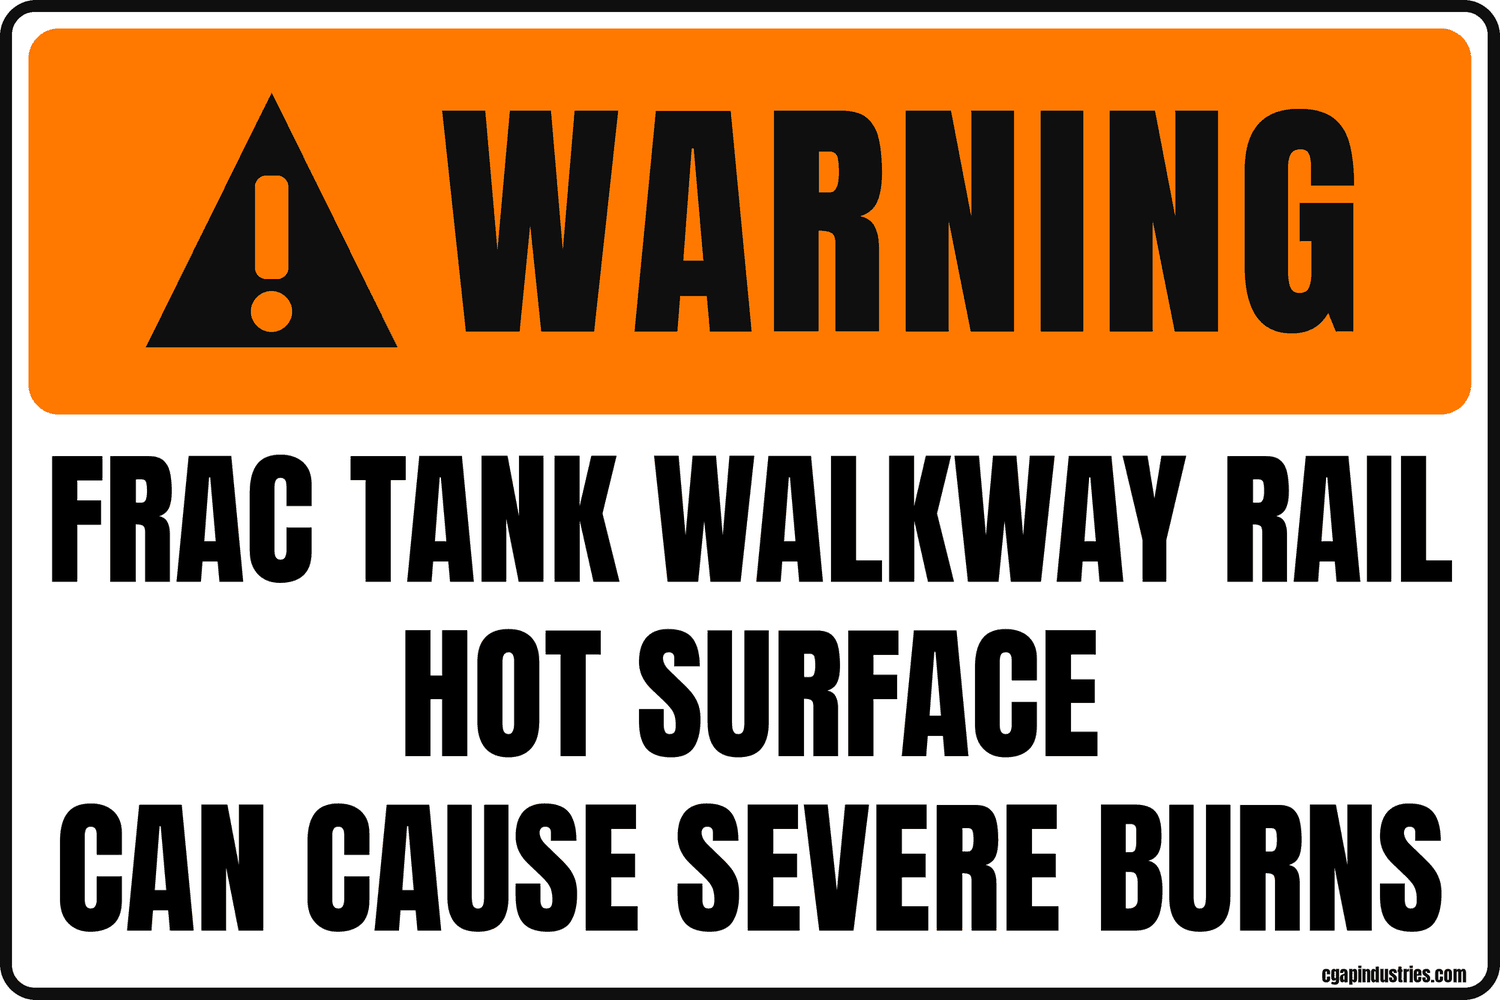 WARNING
FRAC TANK WALKWAY RAIL
HOT SURFACE
CAN CAUSE SEVERE BURNS
cgapindustries.com